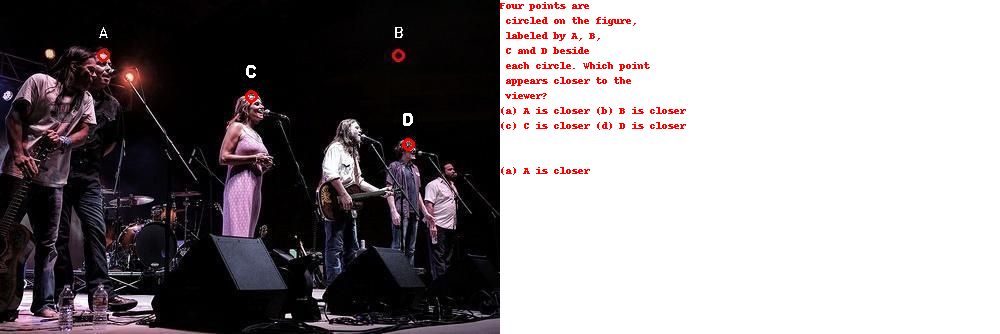 A
B
C
D
Four points are
circled on the figure,
labeled by A, B,
C and D beside
each circle. Which point
appears closer to the
viewer?
(a) A is closer (b) B is closer
(c) C is closer (d) D is closer
(a) A is closer